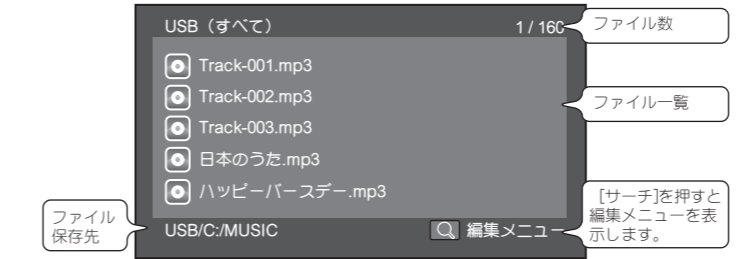 USB（すべて）
1 / 160
ファイル数
Track-001.mp3
Track-002.mp3
Track-003.mp3
日本のうた.mp3
ハッピーバースデー.mp3
ファイル一覧
ファイル
保存先
USB/C:/MUSIC
編集メニュー
［サーチ]を押すと
編集メニューを表
示します。